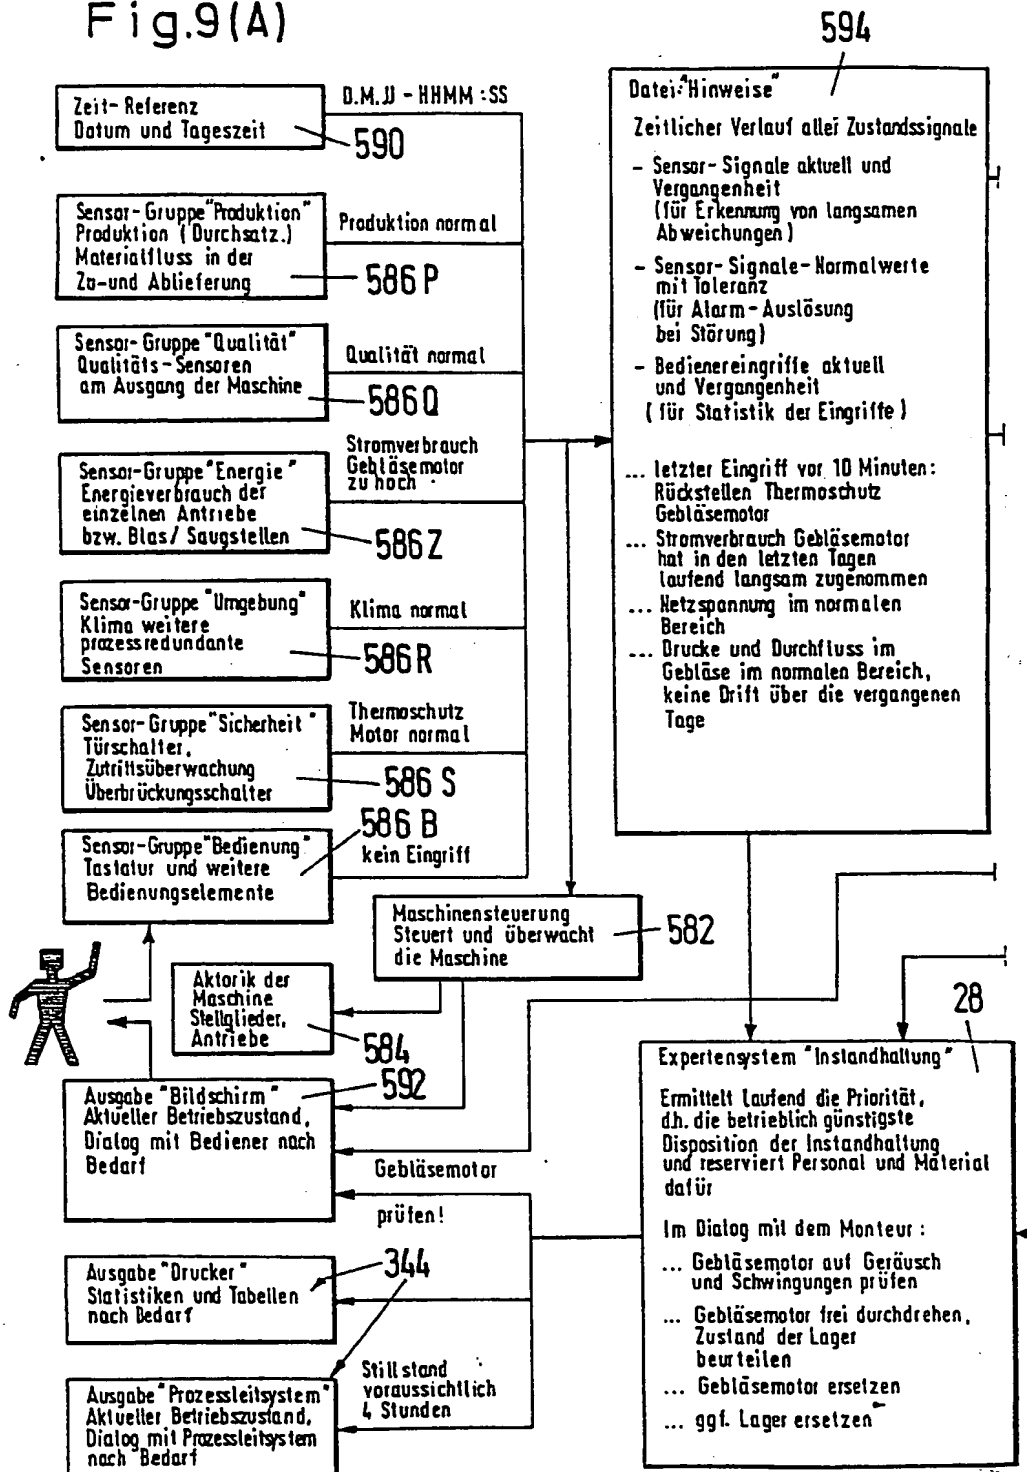 Fig.9(A)
594
Zeit-Referenz
Datum und Tageszeit
D.M.JJ - HHMM :SS
590
Sensor-Gruppe "Produktion"
Produktion (Durchsatz.)
Materialfluss in der
Zu-und Ablieferung
Produktion normal
586 P
Sensor-Gruppe "Qualität"
Qualitäts-Sensoren
am Ausgang der Maschine
Qualität normal
586 Q
Sensor-Gruppe "Energie"
Energieverbrauch der
einzelnen Antriebe
bzw. Blas/ Saugstellen
Stromverbrauch
Gebläsemotor
zu hoch
586 Z
Sensor-Gruppe "Umgebung"
Klima weitere
prozessredundante
Sensoren
Klima normal
586 R
Sensor-Gruppe "Sicherheit"
Türschalter,
Zutrittsüberwachung
Überbrückungsschalter
Thermoschutz
Motor normal
586 S
Sensor-Gruppe "Bedienung"
Tastatur und weitere
Bedienungselemente
586 B
kein Eingriff
Datei: "Hinweise"
Zeitlicher Verlauf aller Zustandssignale
- Sensor-Signale aktuell und
Vergangenheit
(für Erkennung von langsamen
Abweichungen)
- Sensor-Signale-Normalwerte
mit Toleranz
(für Alarm-Auslösung
bei Störung)
- Bedienereingriffe aktuell
und Vergangenheit
(für Statistik der Eingriffe)
... letzter Eingriff vor 10 Minuten:
Rückstellen Thermoschutz
Gebläsemotor
... Stromverbrauch Gebläsemotor
hat in den letzten Tagen
laufend langsam zugenommen
... Netzspannung im normalen
Bereich
... Drucke und Durchfluss im
Gebläse im normalen Bereich,
keine Drift über die vergangenen
Tage
Maschinensteuerung
Steuert und überwacht
die Maschine
582
Aktorik der
Maschine
Stellglieder,
Antriebe
584
592
Ausgabe "Bildschirm"
Aktueller Betriebszustand,
Dialog mit Bediener nach
Bedarf
Gebläsemotor
prüfen!
Ausgabe "Drucker"
Statistiken und Tabellen
nach Bedarf
344
Ausgabe "Prozessleitsystem"
Aktueller Betriebszustand,
Dialog mit Prozessleitsystem
nach Bedarf
Stillstand
voraussichtlich
4 Stunden
28
Expertensystem "Instandhaltung"
Ermittelt laufend die Priorität,
d.h. die betrieblich günstigste
Disposition der Instandhaltung
und reserviert Personal und Material
dafür
Im Dialog mit dem Monteur:
... Gebläsemotor auf Geräusch
und Schwingungen prüfen
... Gebläsemotor frei durchdrehen,
Zustand der Lager
beurteilen
... Gebläsemotor ersetzen
... ggf. Lager ersetzen